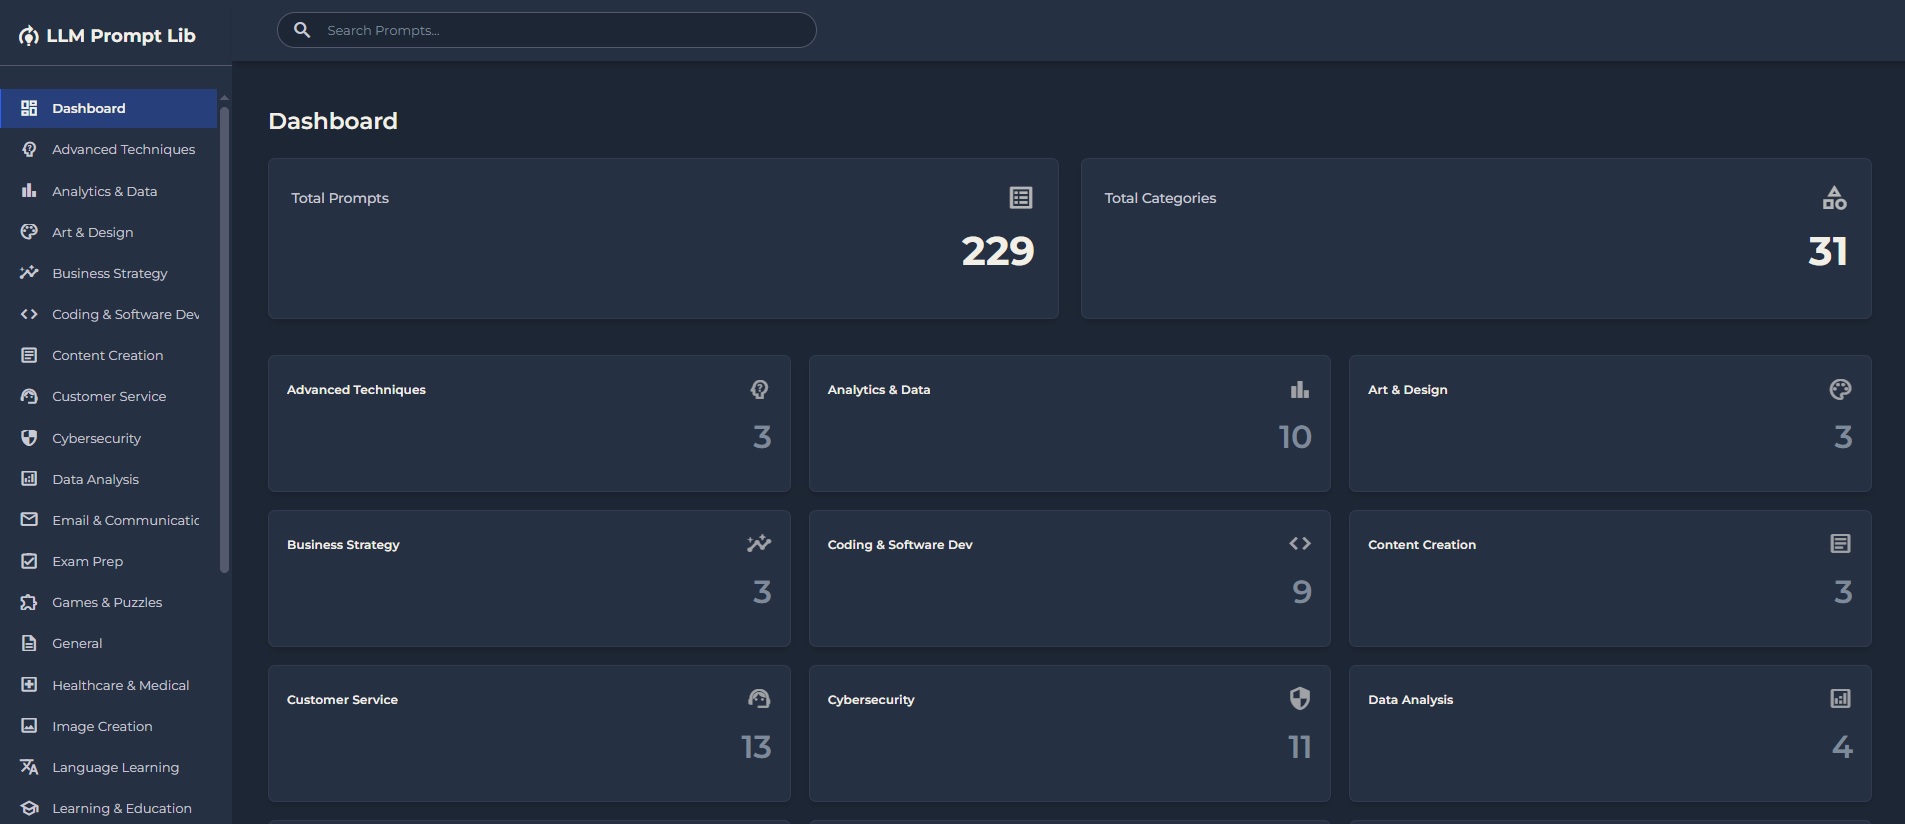 LLM Prompt Lib
Search Prompts...
Dashboard
Advanced Techniques
Analytics & Data
Art & Design
Business Strategy
Coding & Software Dev
Content Creation
Customer Service
Cybersecurity
Data Analysis
Email & Communicatic
Exam Prep
Games & Puzzles
General
Healthcare & Medical
Image Creation
Language Learning
Learning & Education
Dashboard
Total Prompts
229
Total Categories
31
Advanced Techniques
3
Analytics & Data
10
Art & Design
3
Business Strategy
3
Coding & Software Dev
9
Content Creation
3
Customer Service
13
Cybersecurity
11
Data Analysis
4